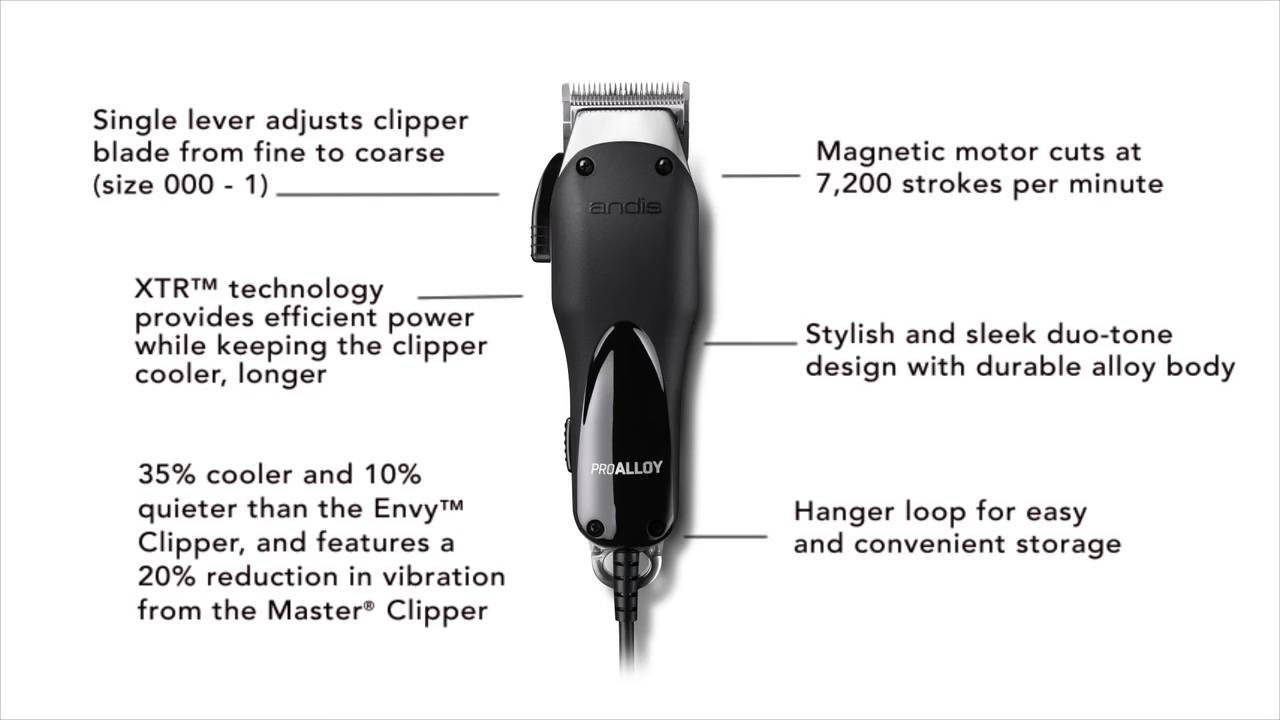 Single lever adjusts clipper
blade from fine to coarse
(size 000 - 1)
XTR™ technology
provides efficient power
while keeping the clipper
cooler, longer
35% cooler and 10%
quieter than the Envy™
Clipper, and features a
20% reduction in vibration
from the Master® Clipper
andis
PROALLOY
Magnetic motor cuts at
7,200 strokes per minute
Stylish and sleek duo-tone
design with durable alloy body
Hanger loop for easy
and convenient storage